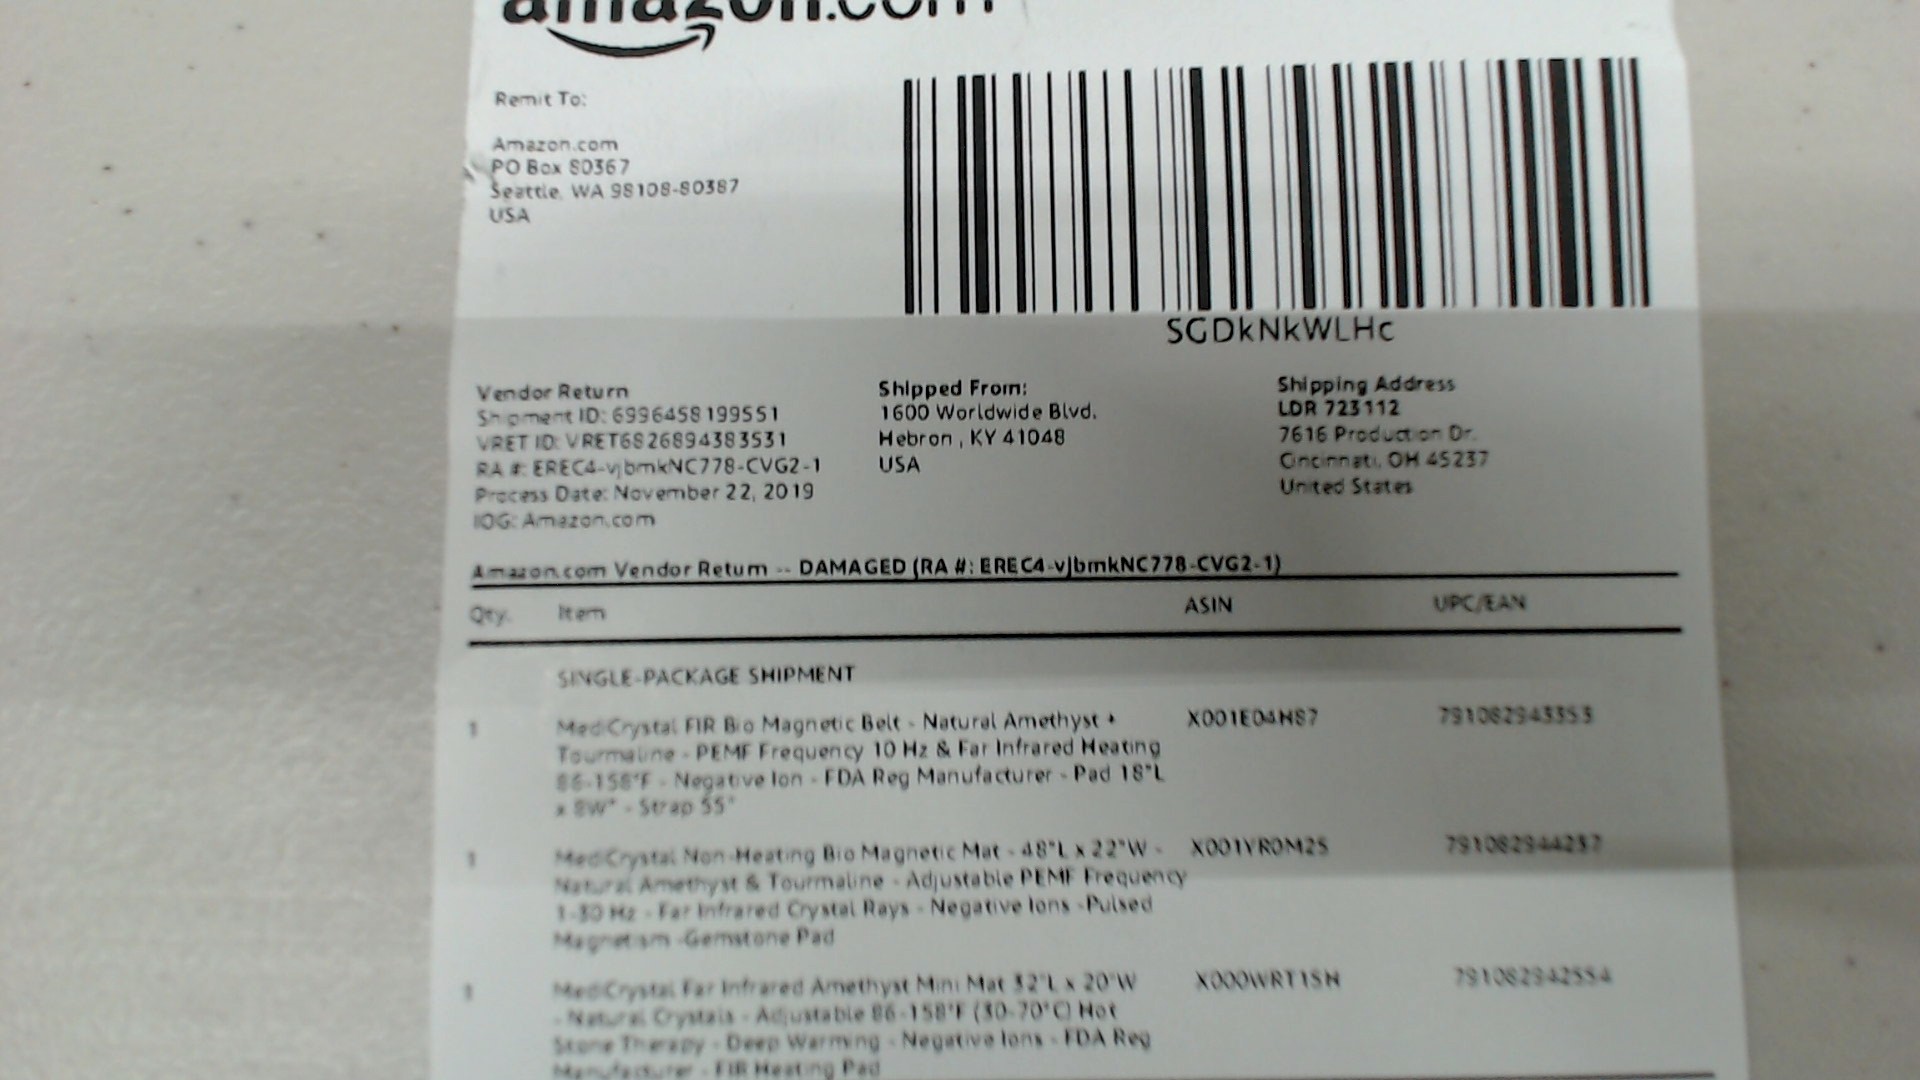 amazon.com
Remit To:
Amazon.com
PO Box 80387
Seattle, WA 98108-80387
USA
SGDkNkWLHc
Vendor Return
Shipment ID: 6996458199551
VRET ID: VRET6826894383531
RA #: EREC4-vjbmkNC778-CVG2-1
Process Date: November 22, 2019
IOG: Amazon.com
Shipped From:
1600 Worldwide Blvd.
Hebron , KY 41048
USA
Shipping Address
LDR 723112
7616 Production Dr.
Cincinnati, OH 45237
United States
Amazon.com Vendor Return -- DAMAGED (RA #: EREC4-vjbmkNC778-CVG2-1)
Qty. Item ASIN UPC/EAN
SINGLE-PACKAGE SHIPMENT
1 MediCrystal FIR Bio Magnetic Belt - Natural Amethyst + X001E04H87 791082943353
Tourmaline - PEMF Frequency 10 Hz & Far Infrared Heating
86-158°F - Negative Ion - FDA Reg Manufacturer - Pad 18"L
x 8W" - Strap 55"
1 MediCrystal Non-Heating Bio Magnetic Mat - 48"L x 22"W - X001YR0M25 791082944237
Natural Amethyst & Tourmaline - Adjustable PEMF Frequency
1-30 Hz - Far Infrared Crystal Rays - Negative Ions -Pulsed
Magnetism -Gemstone Pad
1 MediCrystal Far Infrared Amethyst Mini Mat 32"L x 20"W X000WRT1SH 791082942554
- Natural Crystals - Adjustable 86-158°F (30-70°C) Hot
Stone Therapy - Deep Warming - Negative Ions - FDA Reg
Manufacturer - FIR Heating Pad